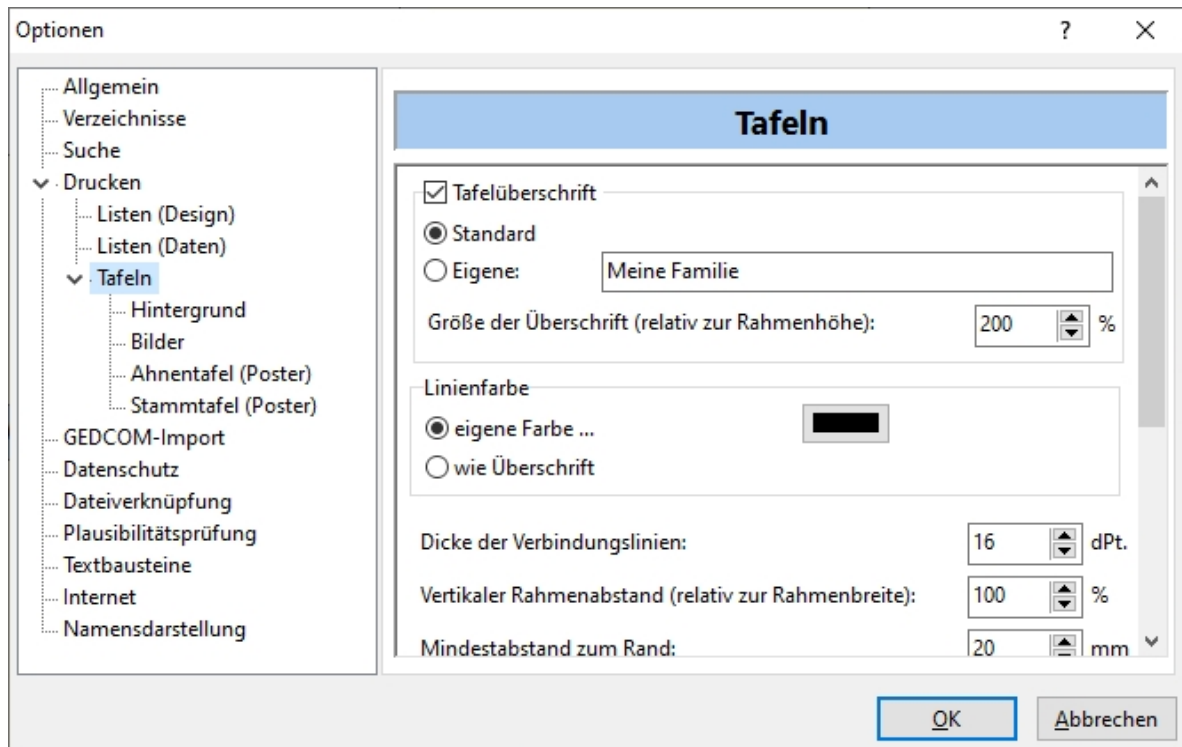 Optionen
Allgemein
Verzeichnisse
Suche
Drucken
Listen (Design)
Listen (Daten)
Tafeln
Hintergrund
Bilder
Ahnentafel (Poster)
Stammtafel (Poster)
GEDCOM-Import
Datenschutz
Dateiverknüpfung
Plausibilitätsprüfung
Textbausteine
Internet
Namensdarstellung
Tafeln
Tafelüberschrift
Standard
Eigene: Meine Familie
Größe der Überschrift (relativ zur Rahmenhöhe): 200 %
Linienfarbe
eigene Farbe ...
wie Überschrift
Dicke der Verbindungslinien: 16 dPt.
Vertikaler Rahmenabstand (relativ zur Rahmenbreite): 100 %
Mindestabstand zum Rand: 20 mm
OK Abbrechen